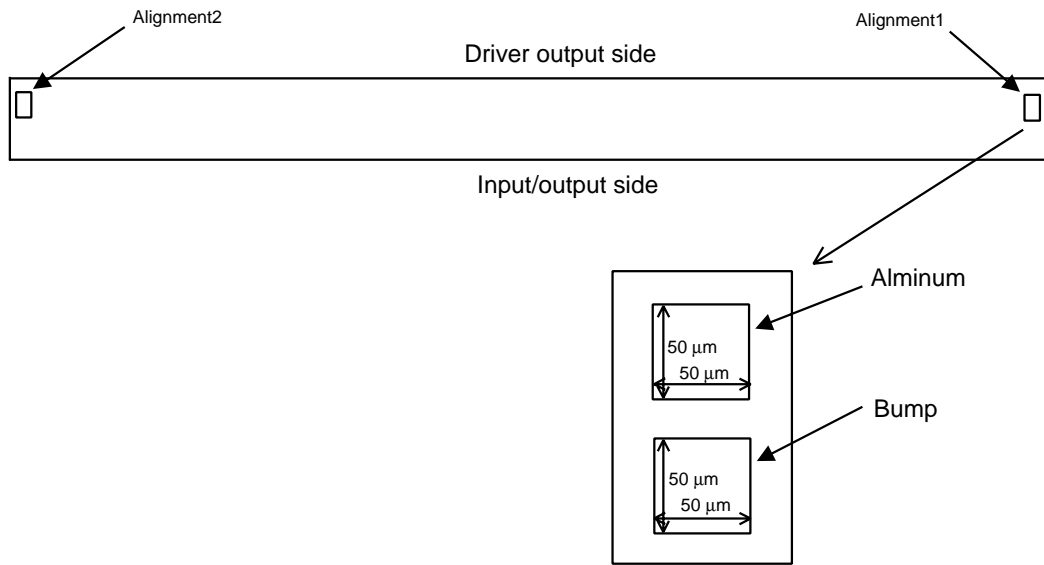 Alignment2
Alignment1
Driver output side
Input/output side
Alminum
50 μm
50 μm
Bump
50 μm
50 μm